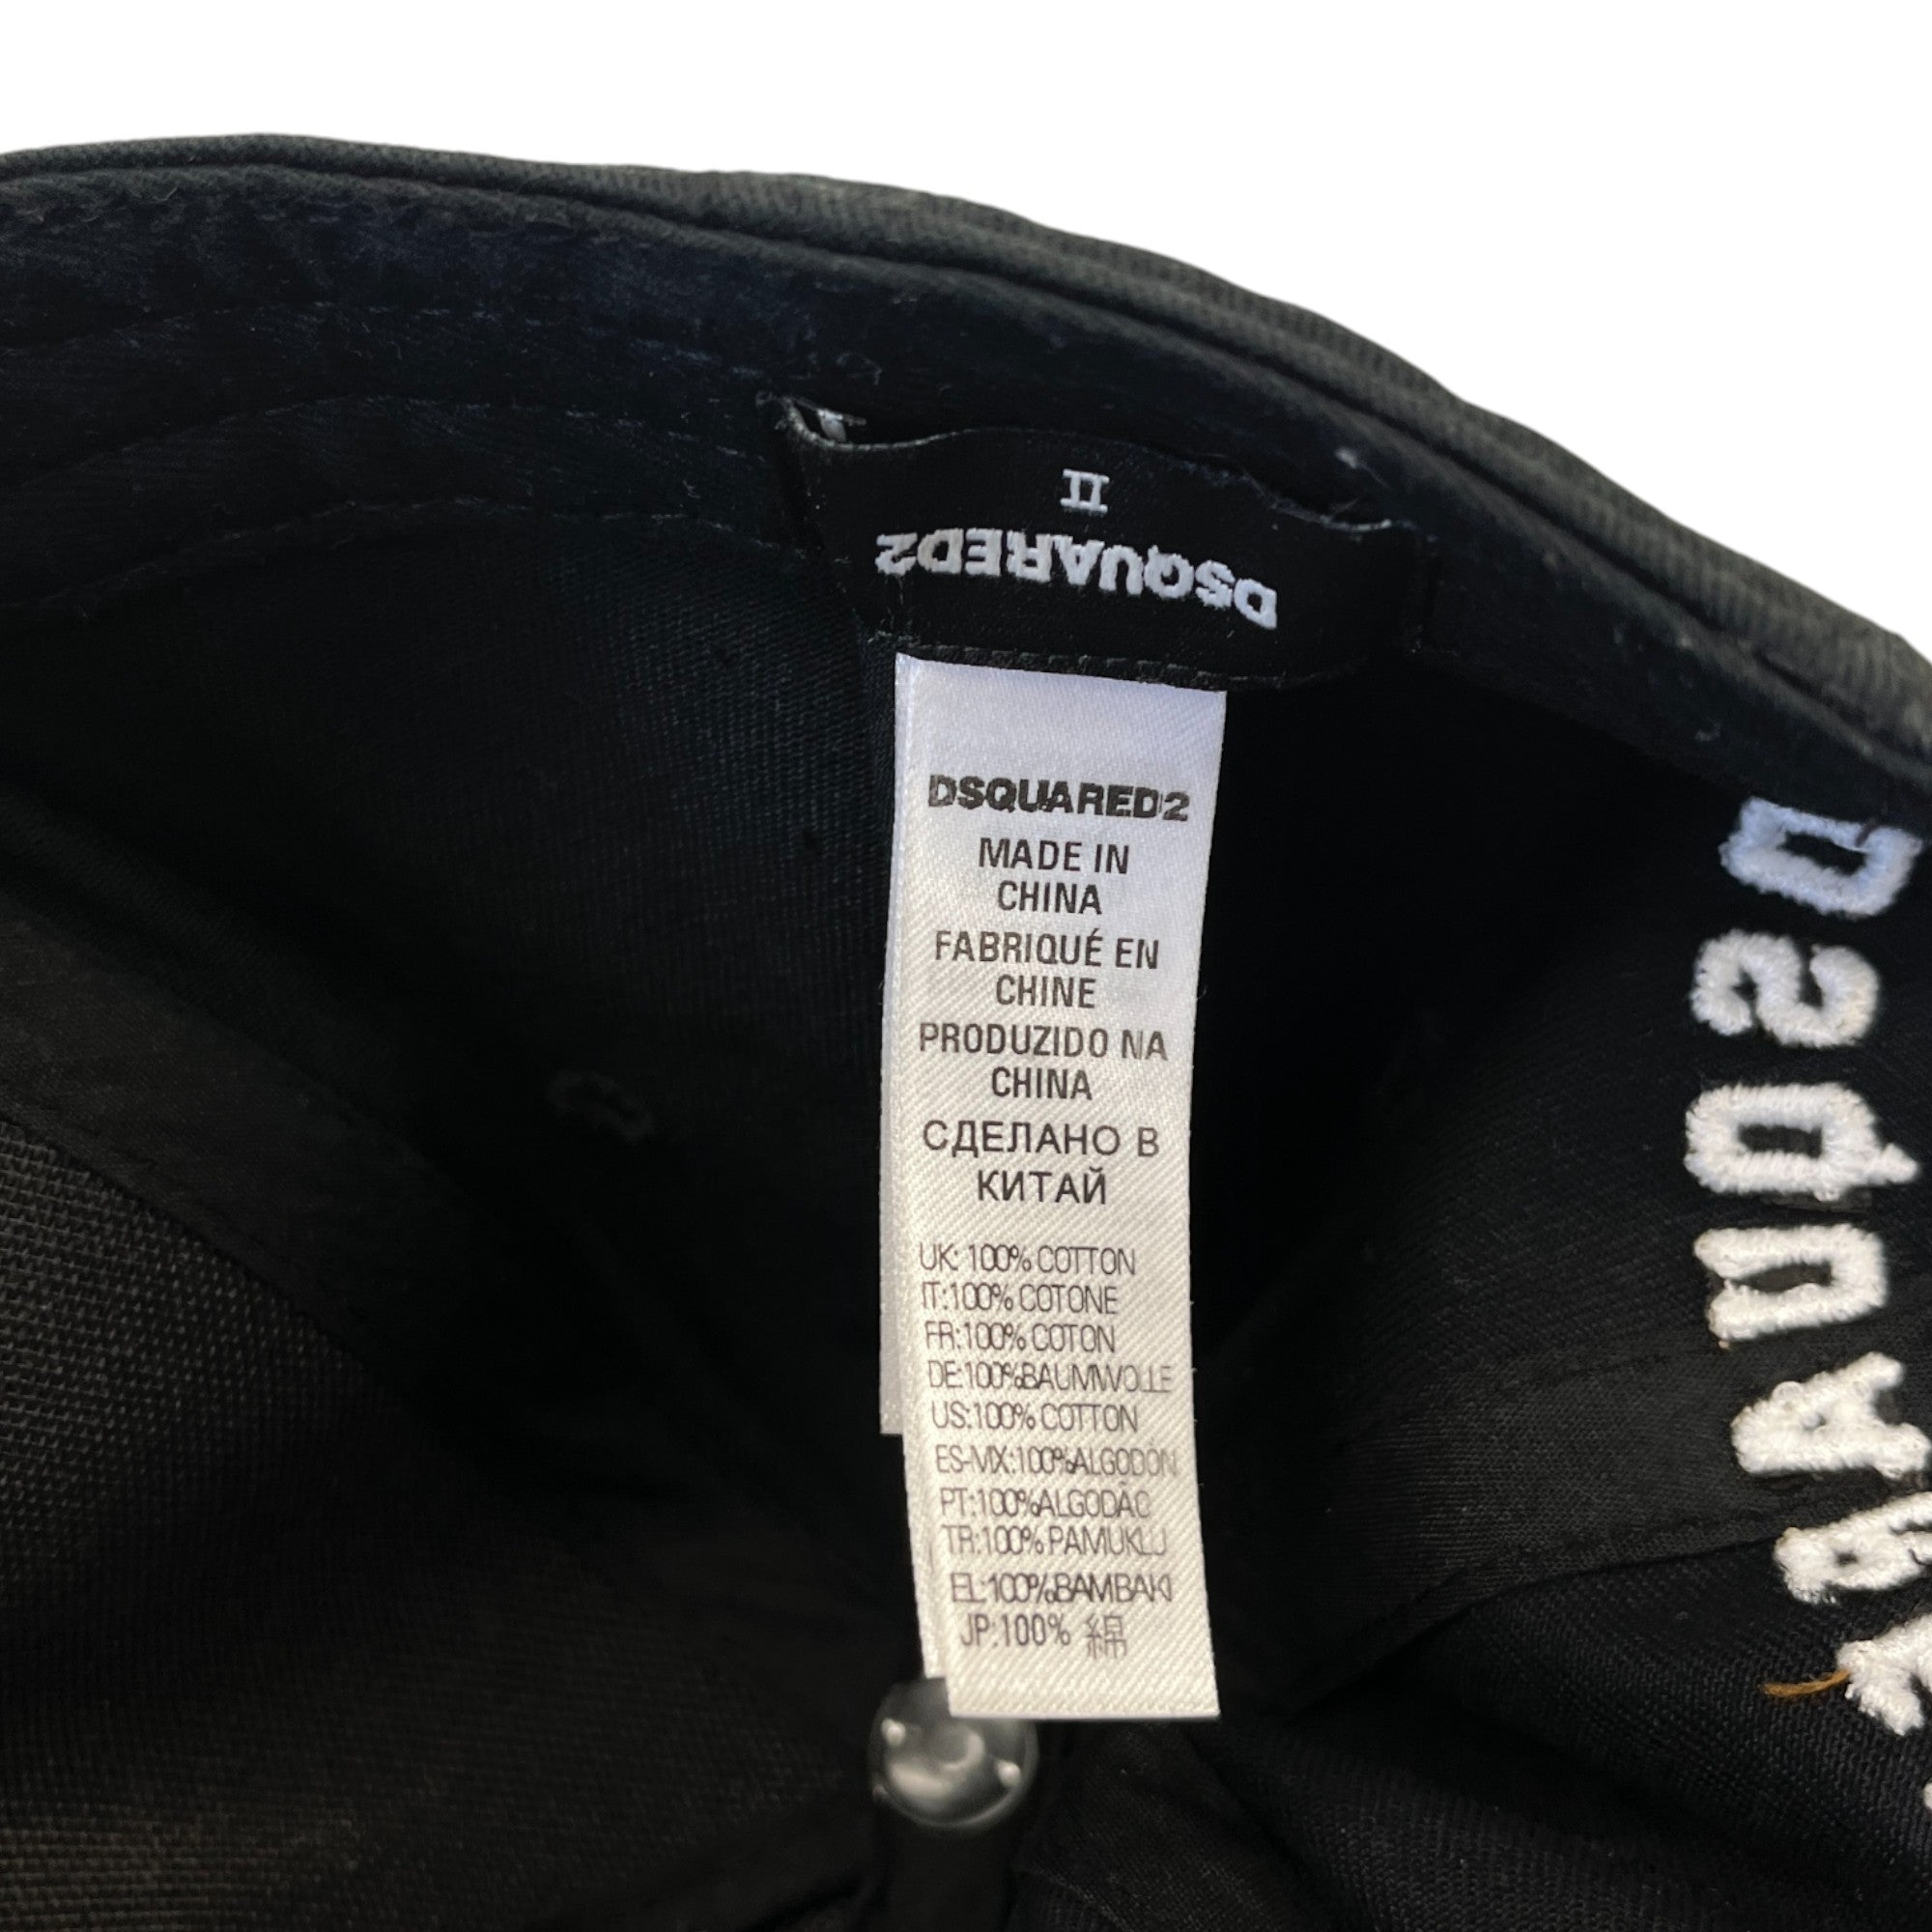 II
DSQUARED2
DSQUARED2
MADE IN
CHINA
FABRIQUÉ EN
CHINE
PRODUZIDO NA
CHINA
СДЕЛАНО В
КИТАЙ
UK: 100% COTTON
IT:100% COTONE
FR:100% COTON
DE:100%BAUMWOLLE
US:100% COTTON
ES-MX:100%ALGODÓN
PT:100%ALGODÃO
TR:100% PAMUKLU
EL:100%BAMBAKI
JP:100% 綿